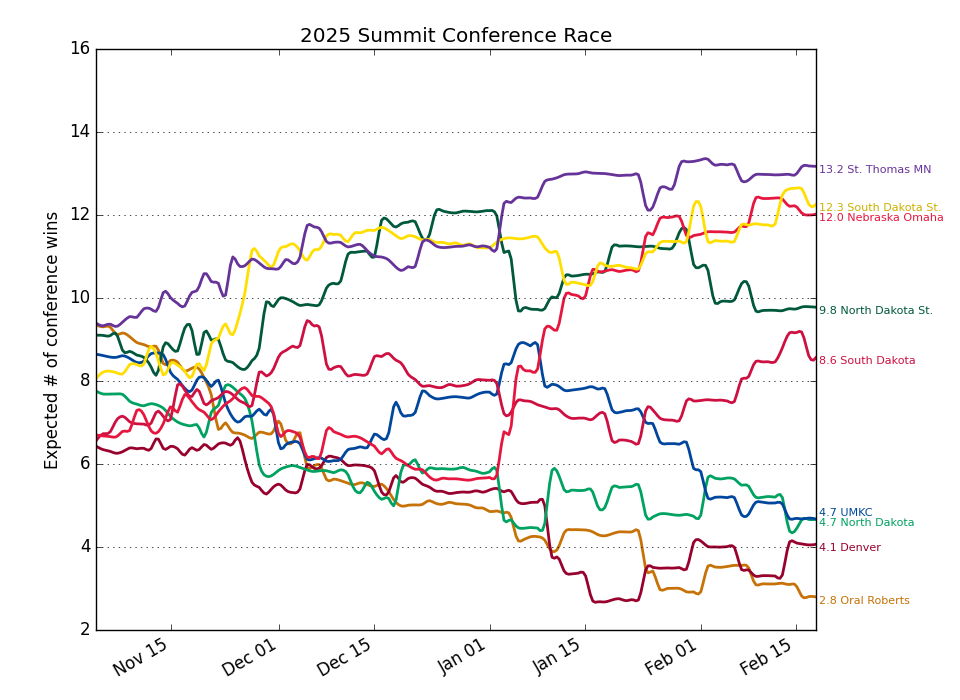 2025 Summit Conference Race
Expected # of conference wins
16
14
12
10
8
6
4
2
13.2 St. Thomas MN
12.3 South Dakota St.
12.0 Nebraska Omaha
9.8 North Dakota St.
8.6 South Dakota
4.7 UMKC
4.7 North Dakota
4.1 Denver
2.8 Oral Roberts
Nov 15
Dec 01
Dec 15
Jan 01
Jan 15
Feb 01
Feb 15